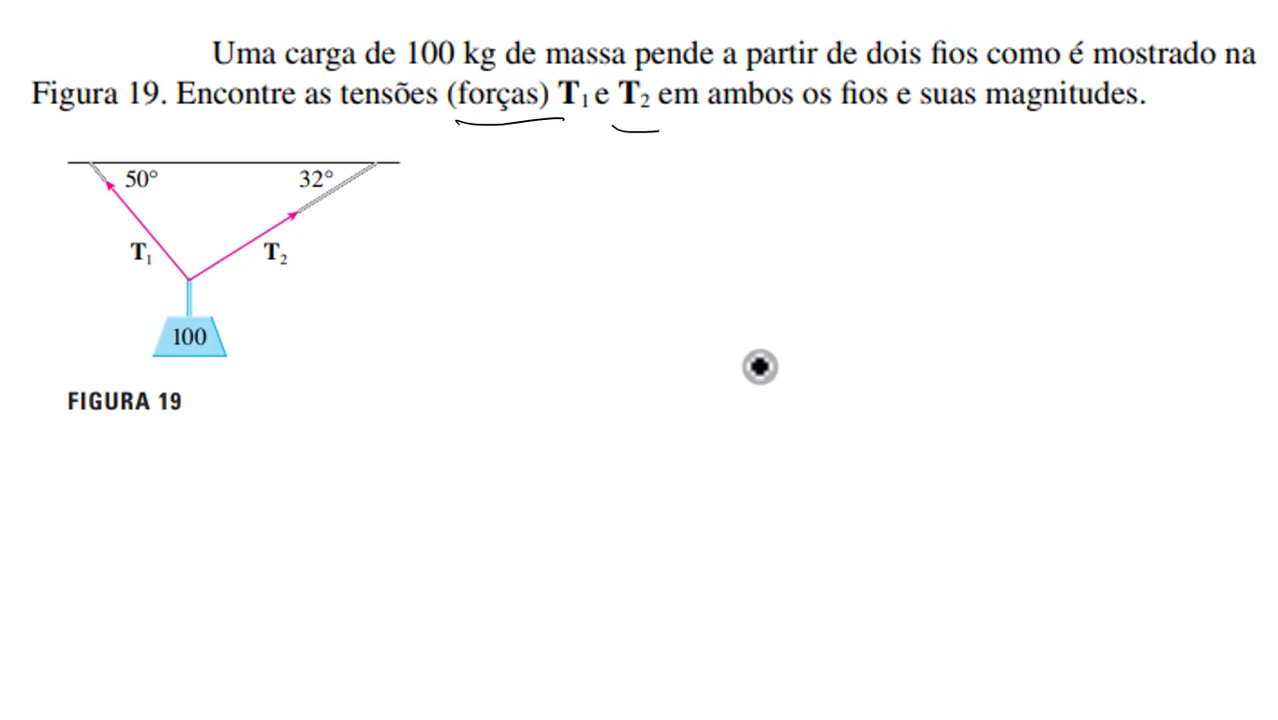 Uma carga de 100 kg de massa pende a partir de dois fios como é mostrado na
Figura 19. Encontre as tensões (forças) T₁ e T₂ em ambos os fios e suas magnitudes.
50° 32°
T₁ T₂
100
FIGURA 19